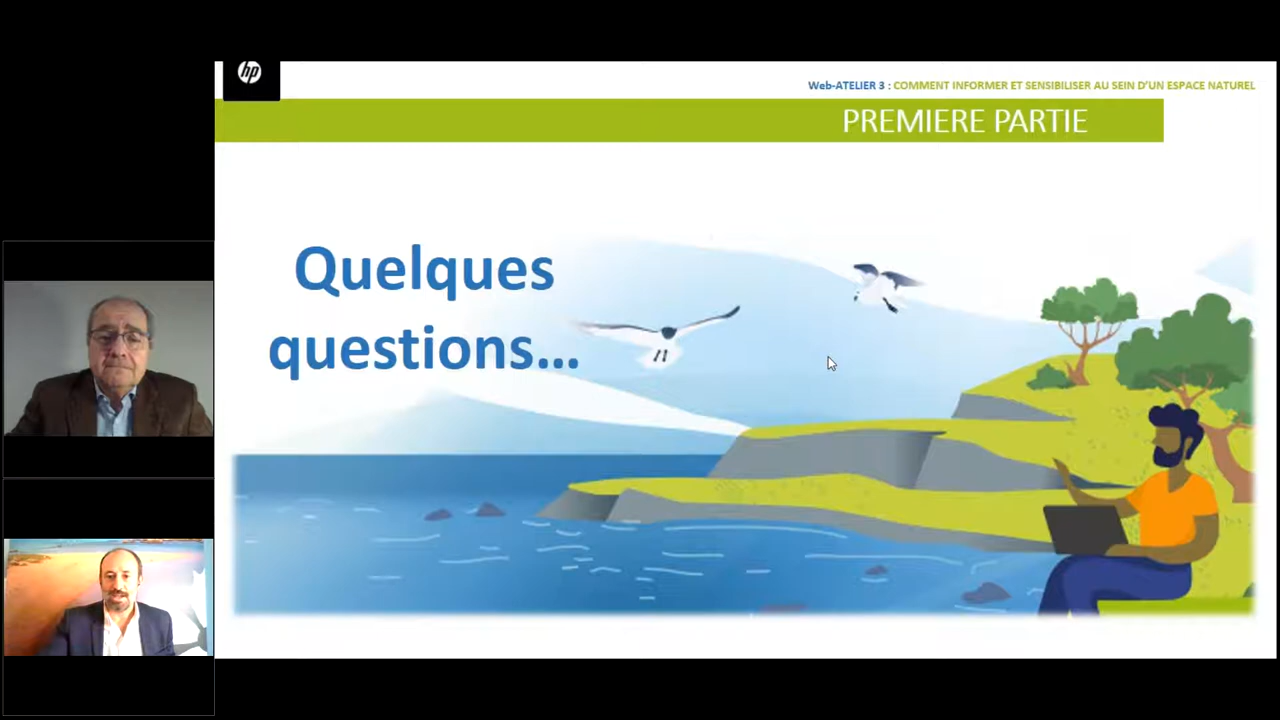 hp
Web-ATELIER 3 : COMMENT INFORMER ET SENSIBILISER AU SEIN D'UN ESPACE NATUREL
PREMIERE PARTIE
Quelques
questions...